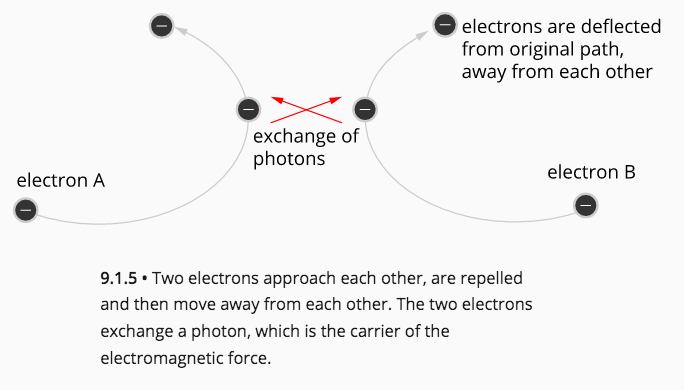 electrons are deflected
from original path,
away from each other
exchange of
photons
electron A
electron B
9.1.5 • Two electrons approach each other, are repelled
and then move away from each other. The two electrons
exchange a photon, which is the carrier of the
electromagnetic force.